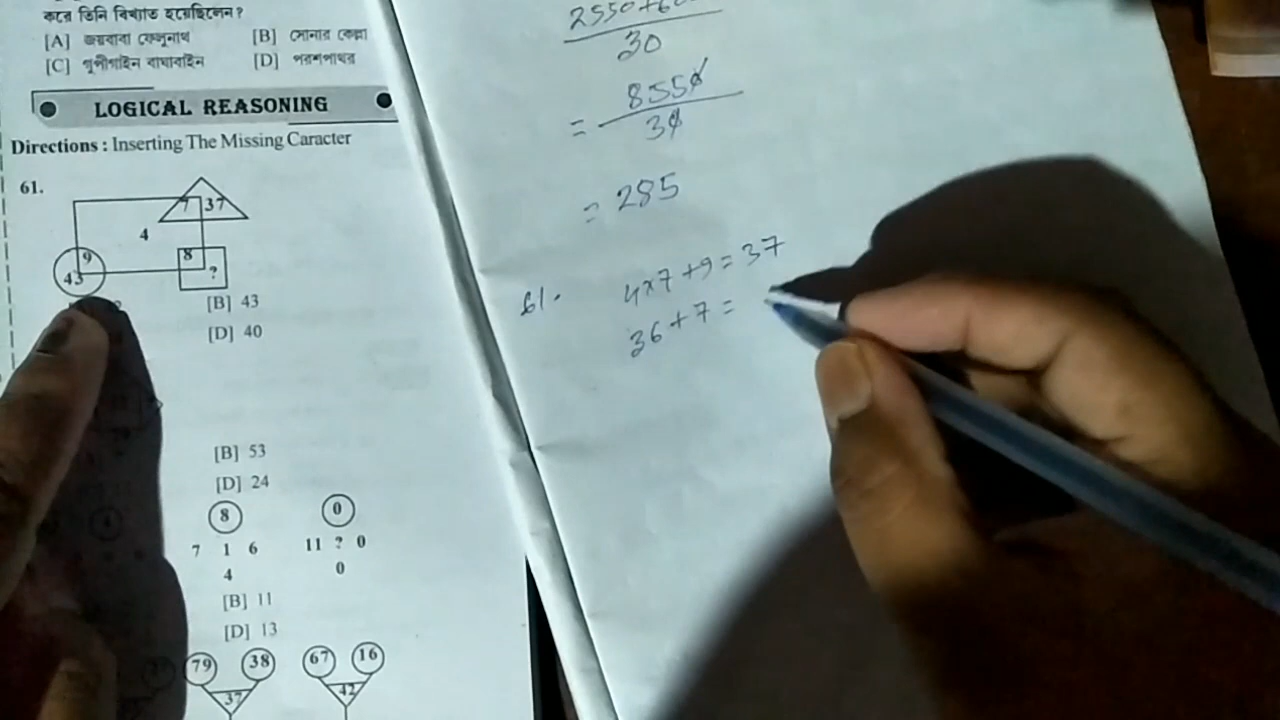 করে তিনি বিখ্যাত হয়েছিলেন?
[A] জয়বাবা ফেলুনাথ [B] সোনার কেল্লা
[C] গুপীগাইন বাঘাবাইন [D] পরশপাথর
LOGICAL REASONING
Directions : Inserting The Missing Caracter
61.
7 37
4
9 8
43 ?
[B] 43
[D] 40
[B] 53
[D] 24
8 0
7 1 6 11 ? 0
4 0
[B] 11
[D] 13
79 38 67 16
37 42
30
= 8550
30
= 285
61. 4×7+9=37
36+7=